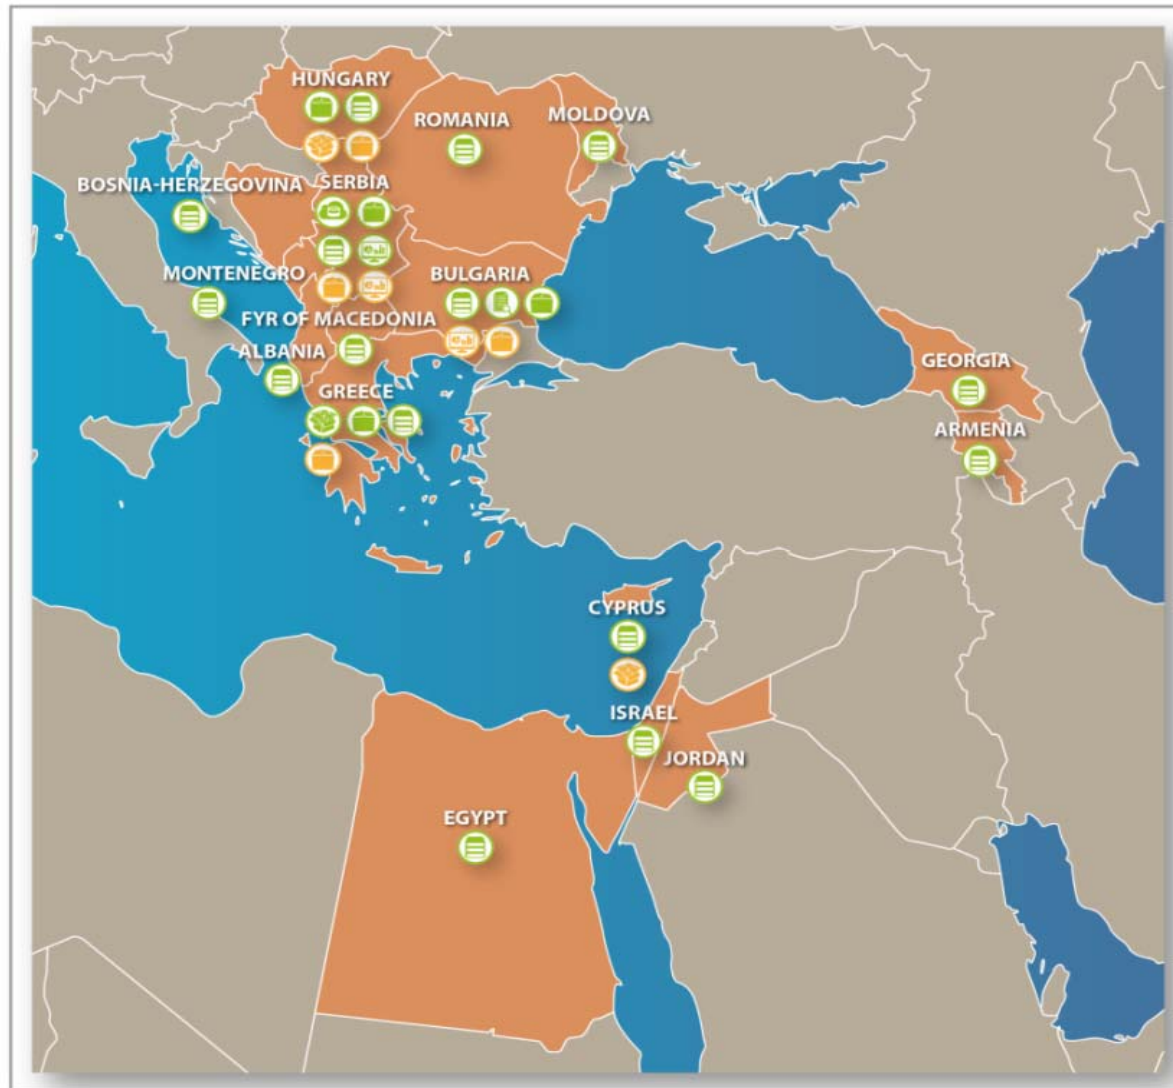 HUNGARY
ROMANIA
MOLDOVA
BOSNIA-HERZEGOVINA
SERBIA
MONTENEGRO
BULGARIA
FYR OF MACEDONIA
ALBANIA
GREECE
GEORGIA
ARMENIA
CYPRUS
ISRAEL
JORDAN
EGYPT